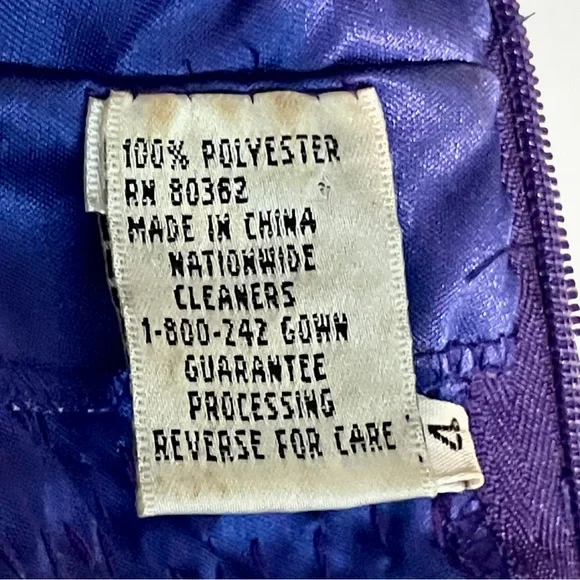 100% POLYESTER
RN 80362
MADE IN CHINA
NATIONWIDE
CLEANERS
1-800-242 GOWN
GUARANTEE
PROCESSING
REVERSE FOR CARE
4